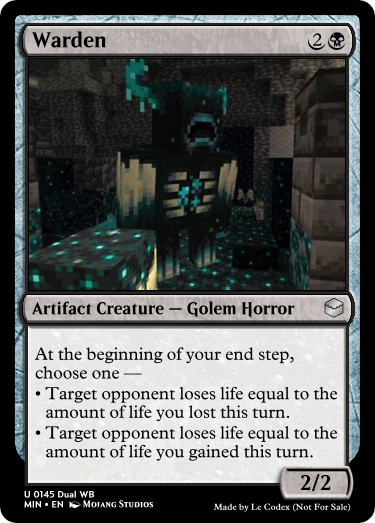 Warden 2
Artifact Creature — Golem Horror
At the beginning of your end step,
choose one —
• Target opponent loses life equal to the
amount of life you lost this turn.
• Target opponent loses life equal to the
amount of life you gained this turn.
2/2
U 0145 Dual WB
MIN • EN Mojang Studios
Made by Le Codex (Not For Sale)